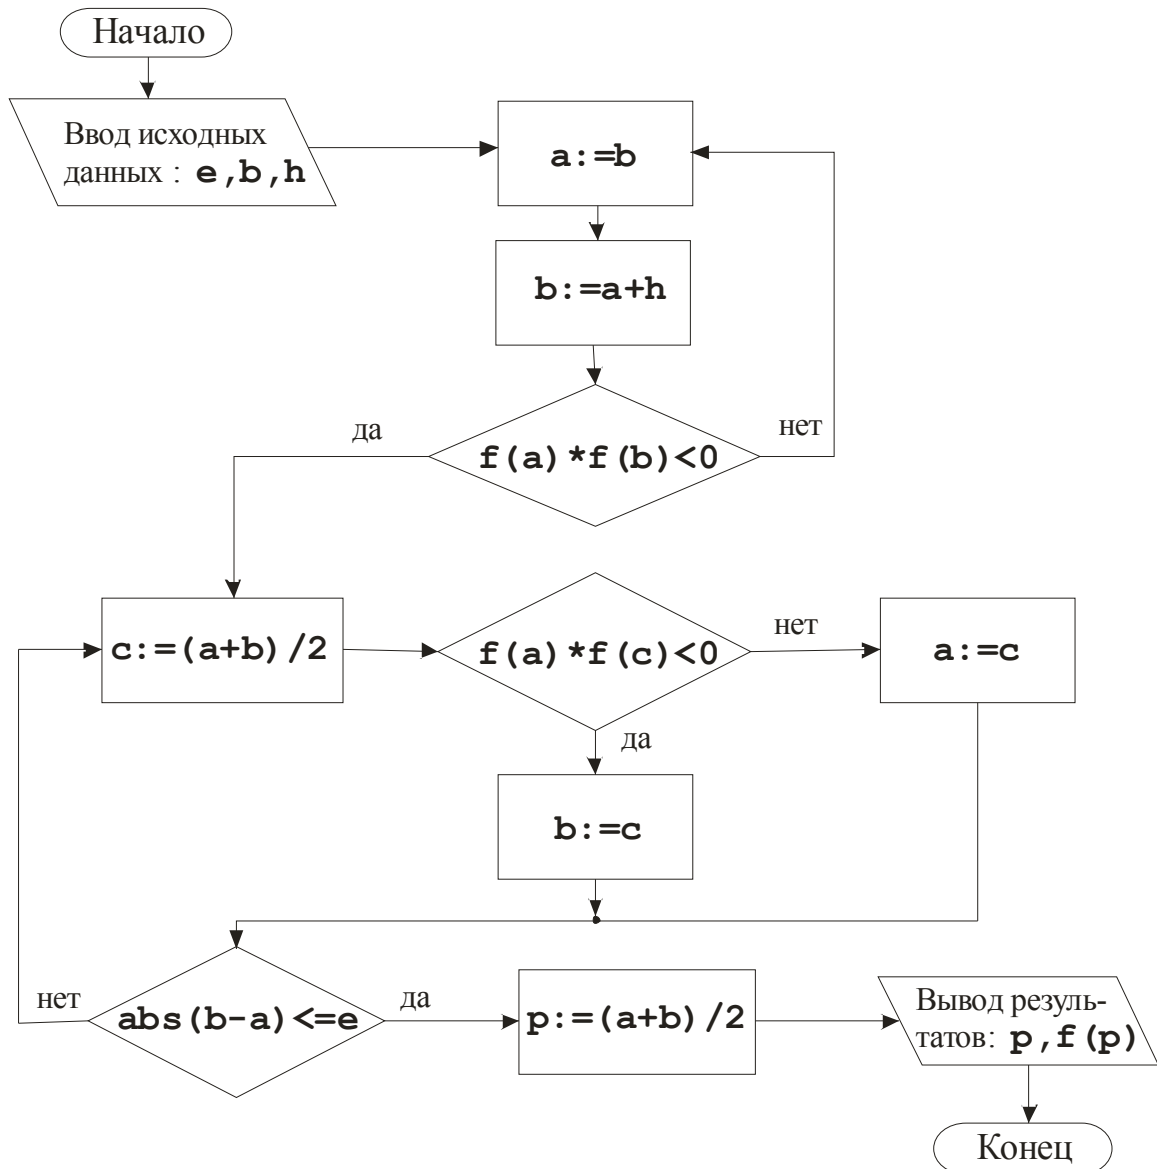 Начало
Ввод исходных
данных : e,b,h
a:=b
b:=a+h
да
f(a)*f(b)<0
нет
c:=(a+b)/2
f(a)*f(c)<0
нет
a:=c
да
b:=c
нет
abs(b-a)<=e
да
p:=(a+b)/2
Вывод резуль-
татов: p,f(p)
Конец